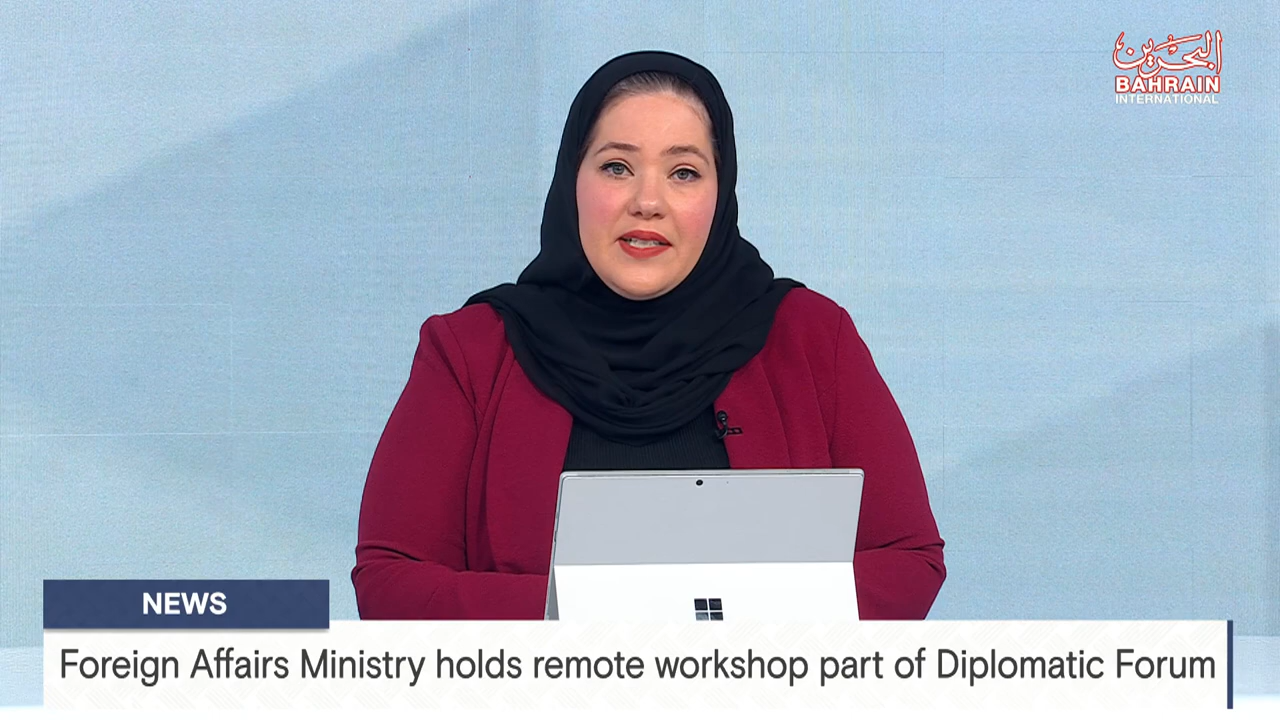 البحرين
BAHRAIN
INTERNATIONAL
NEWS
Foreign Affairs Ministry holds remote workshop part of Diplomatic Forum